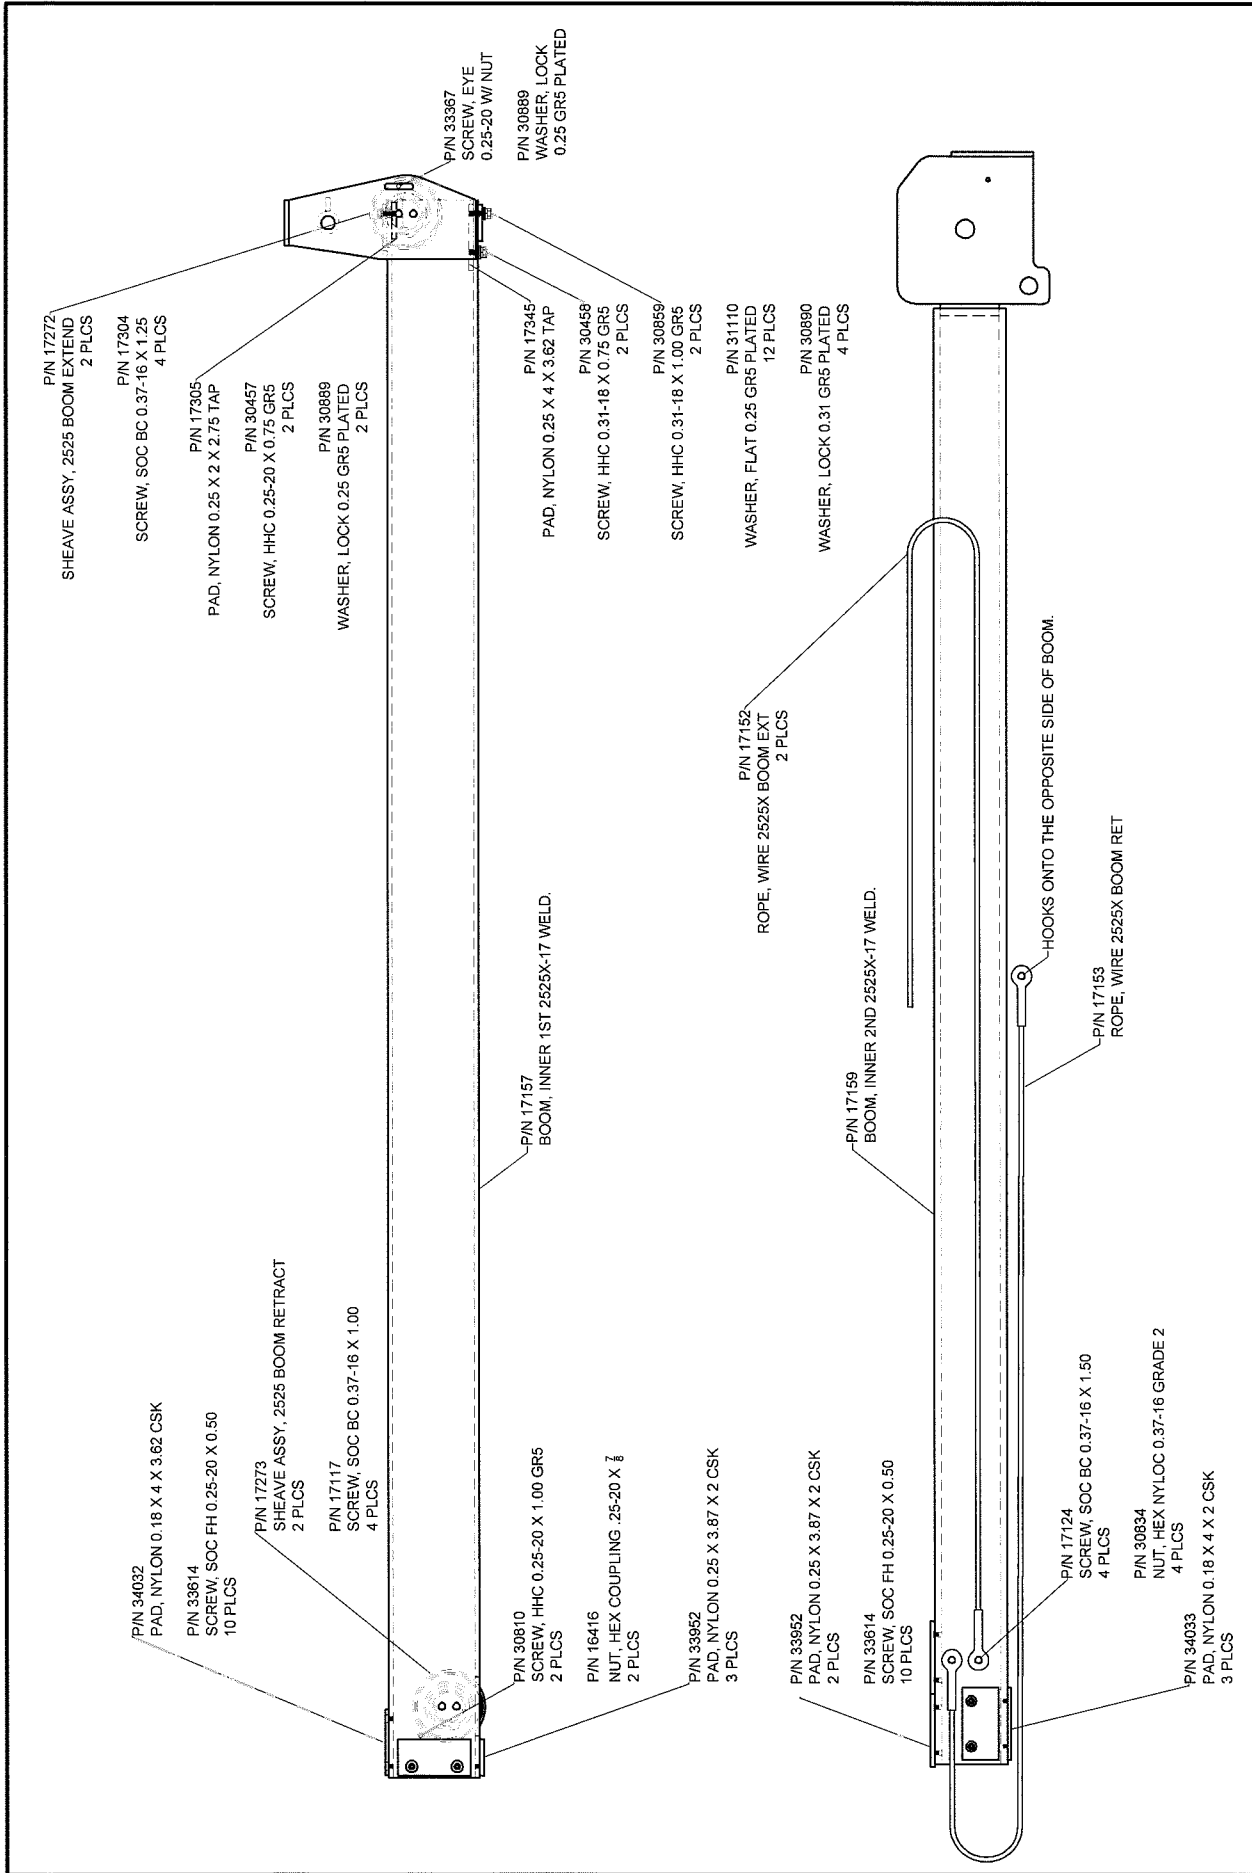 P/N 34032
PAD, NYLON 0.18 X 4 X 3.62 CSK
P/N 33614
SCREW, SOC FH 0.25-20 X 0.50
10 PLCS
P/N 17273
SHEAVE ASSY, 2525 BOOM RETRACT
2 PLCS
P/N 17117
SCREW, SOC BC 0.37-16 X 1.00
4 PLCS
P/N 30810
SCREW, HHC 0.25-20 X 1.00 GR5
2 PLCS
P/N 16416
NUT, HEX COUPLING .25-20 X 7/8
2 PLCS
P/N 33952
PAD, NYLON 0.25 X 3.87 X 2 CSK
3 PLCS
P/N 17157
BOOM, INNER 1ST 2525X-17 WELD.
P/N 17272
SHEAVE ASSY, 2525 BOOM EXTEND
2 PLCS
P/N 17304
SCREW, SOC BC 0.37-16 X 1.25
4 PLCS
P/N 17305
PAD, NYLON 0.25 X 2 X 2.75 TAP
P/N 30457
SCREW, HHC 0.25-20 X 0.75 GR5
2 PLCS
P/N 30889
WASHER, LOCK 0.25 GR5 PLATED
2 PLCS
P/N 33367
SCREW, EYE
0.25-20 W/ NUT
P/N 30889
WASHER, LOCK
0.25 GR5 PLATED
P/N 17345
PAD, NYLON 0.25 X 4 X 3.62 TAP
P/N 30458
SCREW, HHC 0.31-18 X 0.75 GR5
2 PLCS
P/N 30859
SCREW, HHC 0.31-18 X 1.00 GR5
2 PLCS
P/N 31110
WASHER, FLAT 0.25 GR5 PLATED
12 PLCS
P/N 30890
WASHER, LOCK 0.31 GR5 PLATED
4 PLCS
P/N 33952
PAD, NYLON 0.25 X 3.87 X 2 CSK
2 PLCS
P/N 33614
SCREW, SOC FH 0.25-20 X 0.50
10 PLCS
P/N 17159
BOOM, INNER 2ND 2525X-17 WELD.
P/N 17152
ROPE, WIRE 2525X BOOM EXT
2 PLCS
P/N 17124
SCREW, SOC BC 0.37-16 X 1.50
4 PLCS
P/N 30834
NUT, HEX NYLOC 0.37-16 GRADE 2
4 PLCS
P/N 34033
PAD, NYLON 0.18 X 4 X 2 CSK
3 PLCS
HOOKS ONTO THE OPPOSITE SIDE OF BOOM.
P/N 17153
ROPE, WIRE 2525X BOOM RET